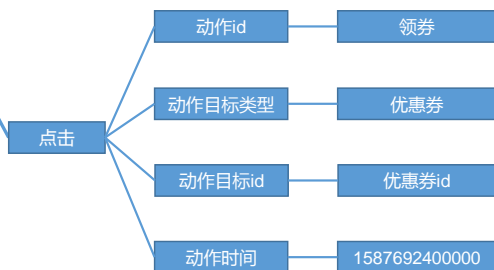 动作id
领券
动作目标类型
优惠券
点击
动作目标id
优惠券id
动作时间
1587692400000